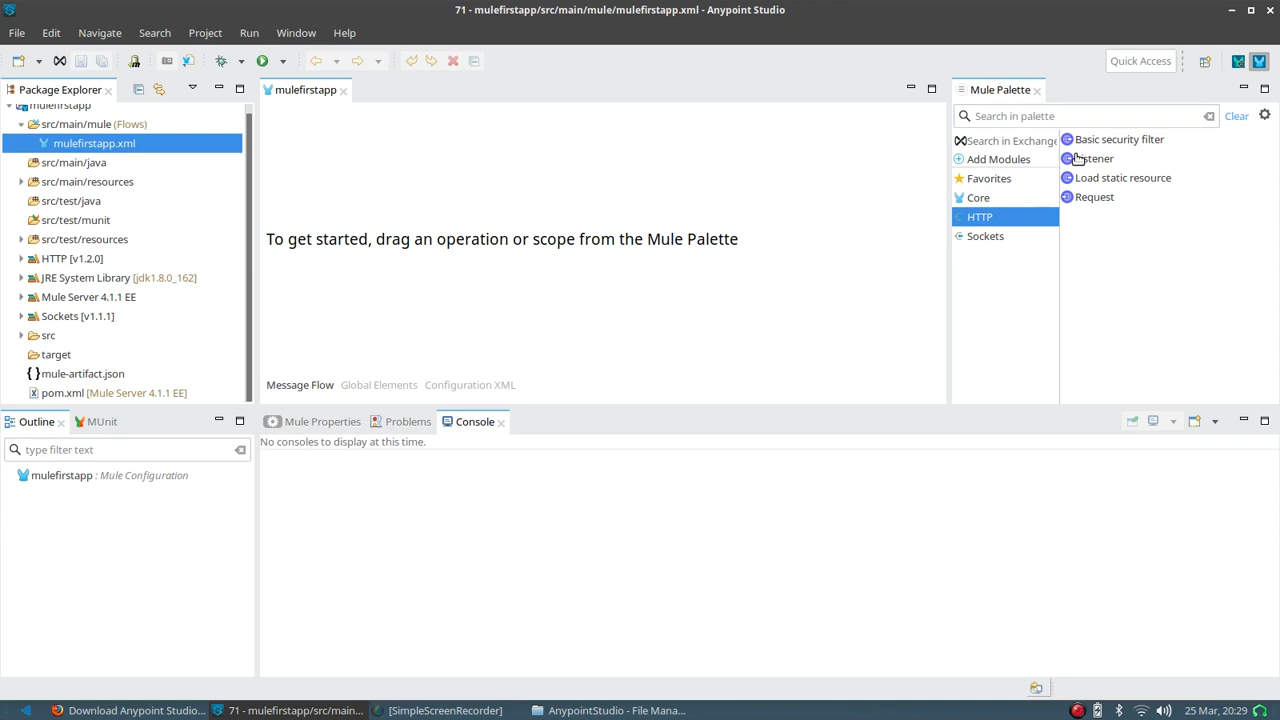 71 - mulefirstapp/src/main/mule/mulefirstapp.xml - Anypoint Studio
File Edit Navigate Search Project Run Window Help
Quick Access
Package Explorer
mulefirstapp
src/main/mule (Flows)
mulefirstapp.xml
src/main/java
src/main/resources
src/test/java
src/test/munit
src/test/resources
HTTP [v1.2.0]
JRE System Library [jdk1.8.0_162]
Mule Server 4.1.1 EE
Sockets [v1.1.1]
src
target
mule-artifact.json
pom.xml [Mule Server 4.1.1 EE]
mulefirstapp
To get started, drag an operation or scope from the Mule Palette
Message Flow Global Elements Configuration XML
Mule Palette
Search in palette
Clear
Search in Exchange
Add Modules
Favorites
Core
HTTP
Sockets
Basic security filter
Load static resource
Request
Outline MUnit
type filter text
mulefirstapp : Mule Configuration
Mule Properties Problems Console
No consoles to display at this time.
Download Anypoint Studio... 71 - mulefirstapp/src/main... [SimpleScreenRecorder] AnypointStudio - File Mana... 25 Mar, 20:29